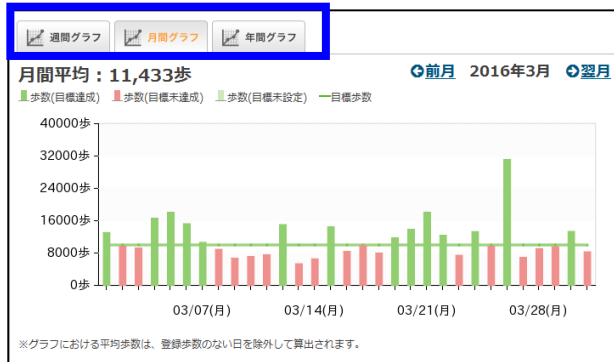 週間グラフ 月間グラフ 年間グラフ
月間平均：11,433歩 前月 2016年3月 翌月
歩数(目標達成) 歩数(目標未達成) 歩数(目標未設定) 目標歩数
40000歩
32000歩
24000歩
16000歩
8000歩
0歩
03/07(月) 03/14(月) 03/21(月) 03/28(月)
※グラフにおける平均歩数は、登録歩数のない日を除外して算出されます。